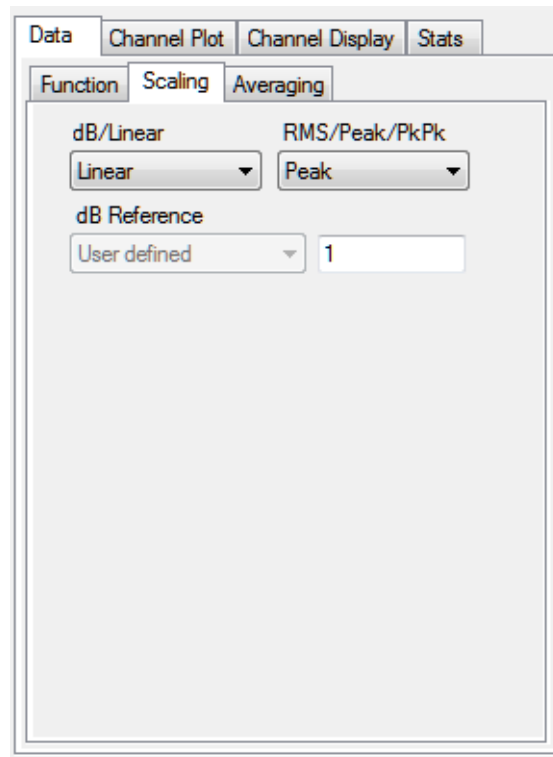 Data Channel Plot Channel Display Stats
Function Scaling Averaging
dB/Linear RMS/Peak/PkPk
Linear Peak
dB Reference
User defined 1